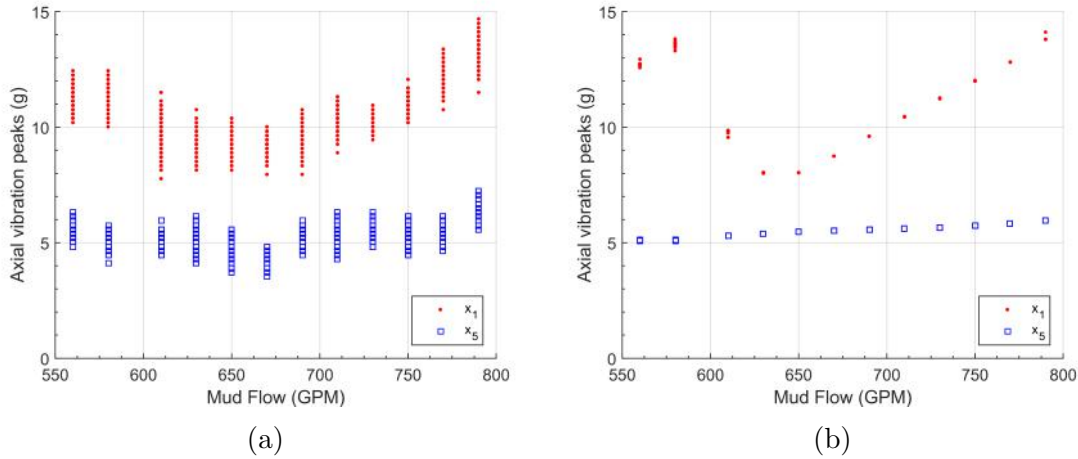 15
10
5
0
Axial vibration peaks (g)
x1
x5
550 600 650 700 750 800
Mud Flow (GPM)
(a)
15
10
5
0
Axial vibration peaks (g)
x1
x5
550 600 650 700 750 800
Mud Flow (GPM)
(b)